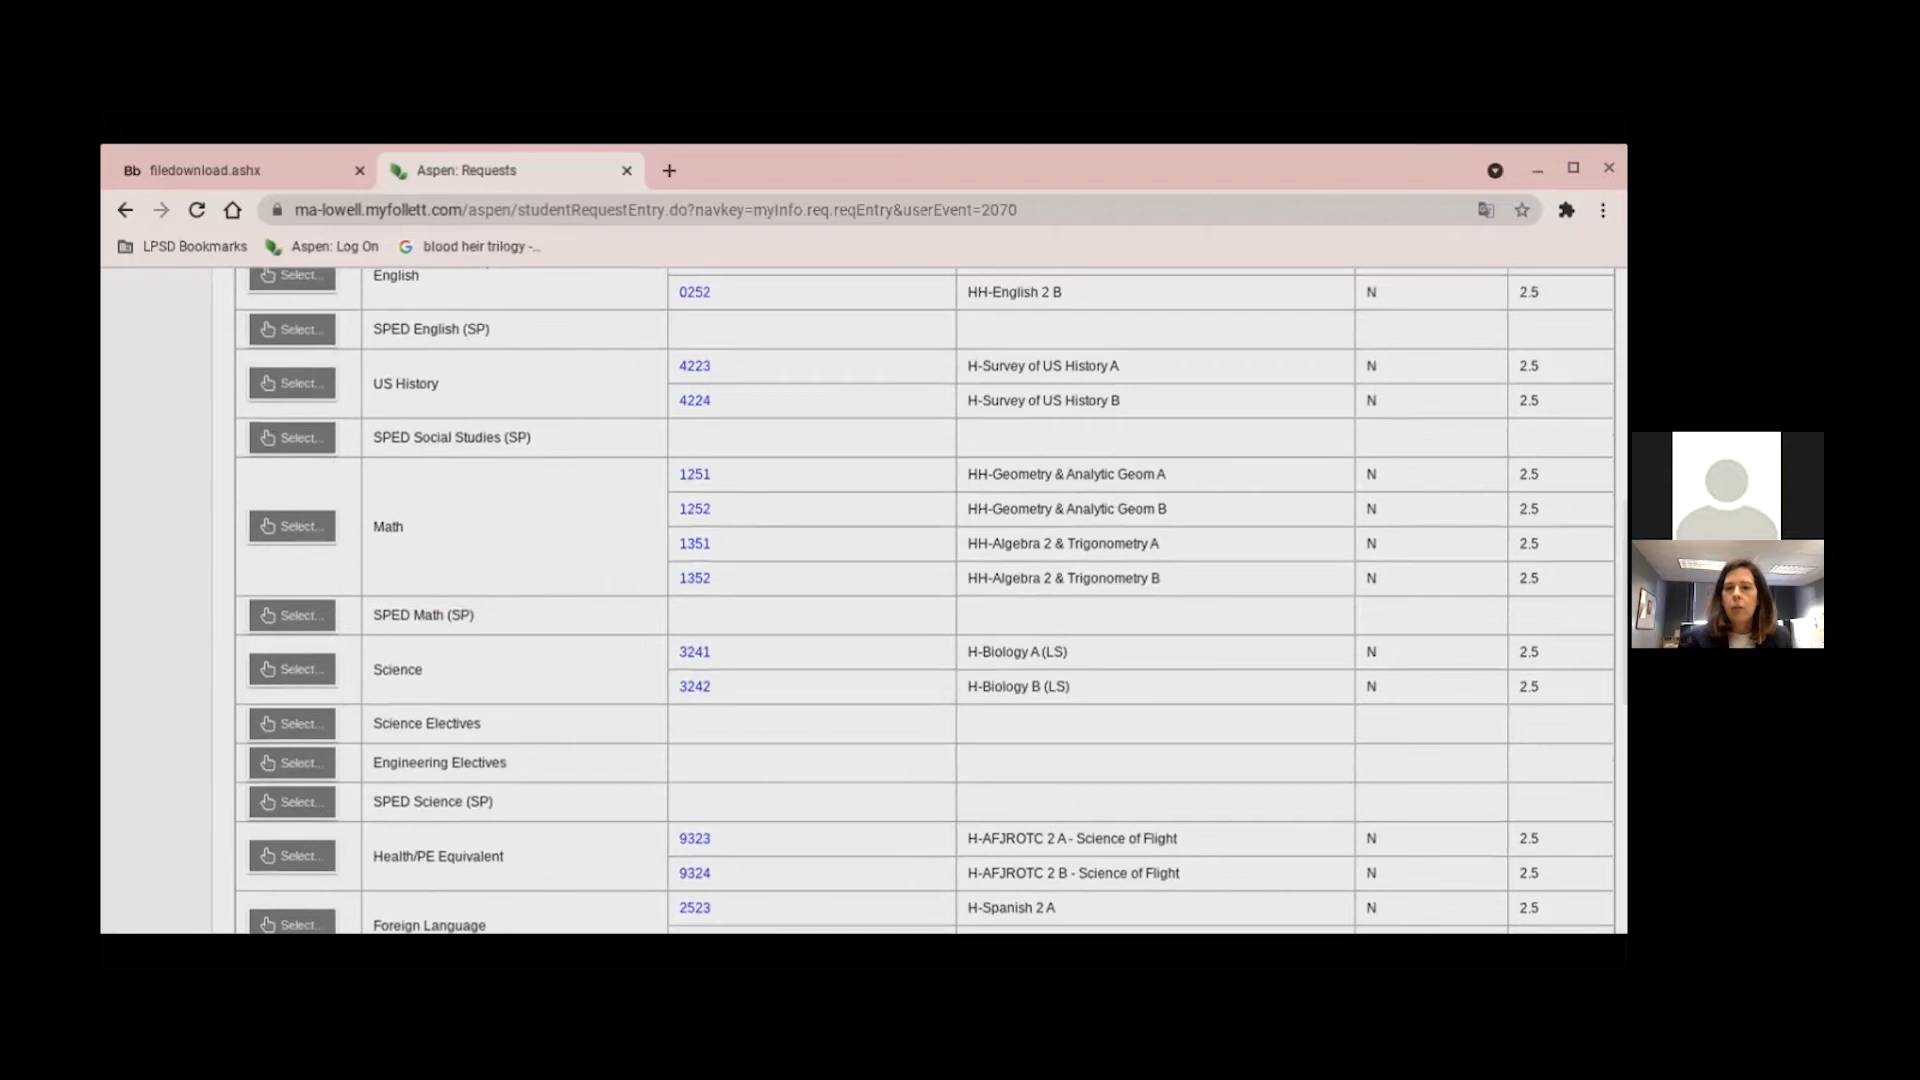 Bb filedownload.ashx
Aspen: Requests
ma-lowell.myfollett.com/aspen/studentRequestEntry.do?navkey=myInfo.req.reqEntry&userEvent=2070
LPSD Bookmarks Aspen: Log On G blood heir trilogy -...
Select... English
0252 HH-English 2 B N 2.5
Select... SPED English (SP)
Select... US History
4223 H-Survey of US History A N 2.5
4224 H-Survey of US History B N 2.5
Select... SPED Social Studies (SP)
Select... Math
1251 HH-Geometry & Analytic Geom A N 2.5
1252 HH-Geometry & Analytic Geom B N 2.5
1351 HH-Algebra 2 & Trigonometry A N 2.5
1352 HH-Algebra 2 & Trigonometry B N 2.5
Select... SPED Math (SP)
Select... Science
3241 H-Biology A (LS) N 2.5
3242 H-Biology B (LS) N 2.5
Select... Science Electives
Select... Engineering Electives
Select... SPED Science (SP)
Select... Health/PE Equivalent
9323 H-AFJROTC 2 A - Science of Flight N 2.5
9324 H-AFJROTC 2 B - Science of Flight N 2.5
Select... Foreign Language
2523 H-Spanish 2 A N 2.5